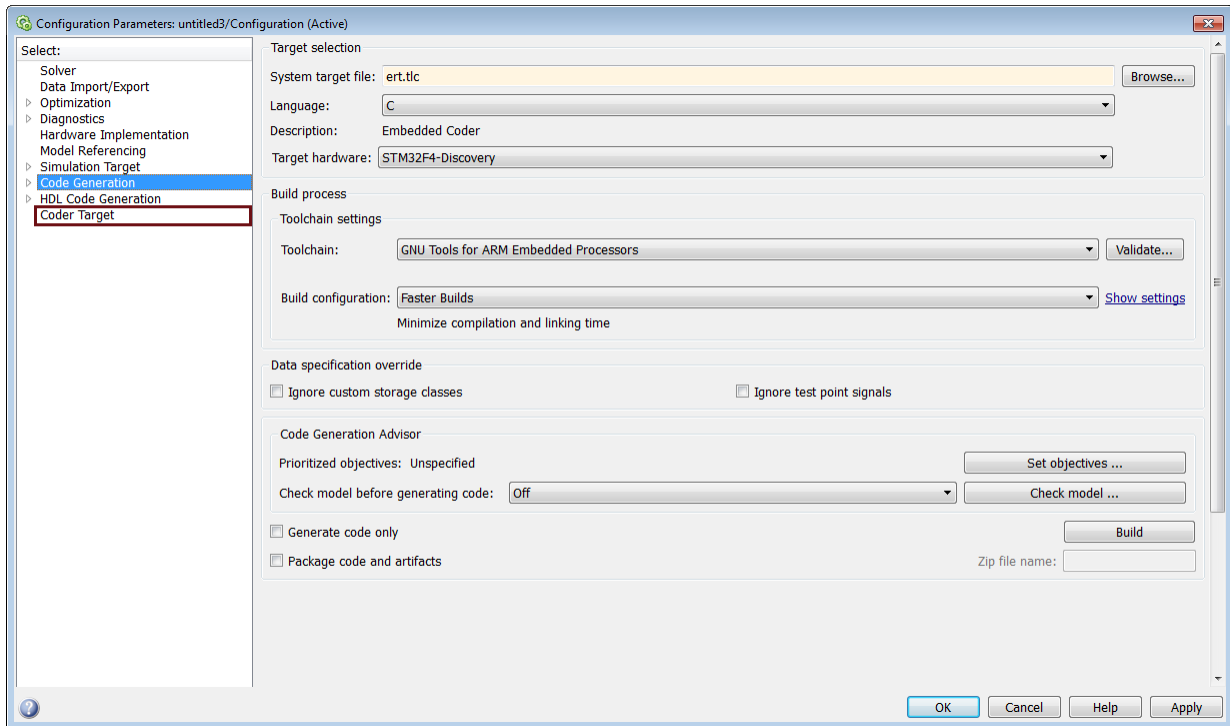 Configuration Parameters: untitled3/Configuration (Active)
Select:
Solver
Data Import/Export
Optimization
Diagnostics
Hardware Implementation
Model Referencing
Simulation Target
Code Generation
HDL Code Generation
Coder Target
Target selection
System target file: ert.tlc Browse...
Language: C
Description: Embedded Coder
Target hardware: STM32F4-Discovery
Build process
Toolchain settings
Toolchain: GNU Tools for ARM Embedded Processors Validate...
Build configuration: Faster Builds Show settings
Minimize compilation and linking time
Data specification override
Ignore custom storage classes Ignore test point signals
Code Generation Advisor
Prioritized objectives: Unspecified Set objectives ...
Check model before generating code: Off Check model ...
Generate code only Build
Package code and artifacts Zip file name:
OK Cancel Help Apply